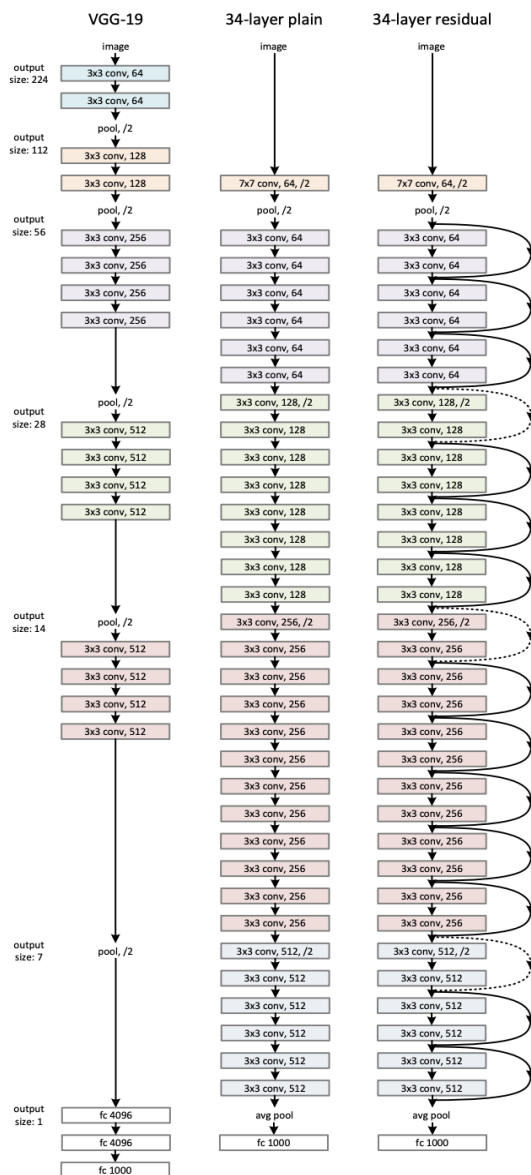 VGG-19
34-layer plain
34-layer residual
output
size: 224
image
3x3 conv, 64
3x3 conv, 64
pool, /2
output
size: 112
3x3 conv, 128
3x3 conv, 128
pool, /2
output
size: 56
3x3 conv, 256
3x3 conv, 256
3x3 conv, 256
3x3 conv, 256
pool, /2
output
size: 28
3x3 conv, 512
3x3 conv, 512
3x3 conv, 512
3x3 conv, 512
pool, /2
output
size: 14
3x3 conv, 512
3x3 conv, 512
3x3 conv, 512
3x3 conv, 512
pool, /2
output
size: 7
output
size: 1
fc 4096
fc 4096
fc 1000
image
7x7 conv, 64, /2
pool, /2
3x3 conv, 64
3x3 conv, 64
3x3 conv, 64
3x3 conv, 64
3x3 conv, 64
3x3 conv, 64
3x3 conv, 128, /2
3x3 conv, 128
3x3 conv, 128
3x3 conv, 128
3x3 conv, 128
3x3 conv, 128
3x3 conv, 128
3x3 conv, 128
3x3 conv, 256, /2
3x3 conv, 256
3x3 conv, 256
3x3 conv, 256
3x3 conv, 256
3x3 conv, 256
3x3 conv, 256
3x3 conv, 256
3x3 conv, 256
3x3 conv, 256
3x3 conv, 256
3x3 conv, 256
3x3 conv, 512, /2
3x3 conv, 512
3x3 conv, 512
3x3 conv, 512
3x3 conv, 512
3x3 conv, 512
avg pool
fc 1000
image
7x7 conv, 64, /2
pool, /2
3x3 conv, 64
3x3 conv, 64
3x3 conv, 64
3x3 conv, 64
3x3 conv, 64
3x3 conv, 64
3x3 conv, 128, /2
3x3 conv, 128
3x3 conv, 128
3x3 conv, 128
3x3 conv, 128
3x3 conv, 128
3x3 conv, 128
3x3 conv, 128
3x3 conv, 256, /2
3x3 conv, 256
3x3 conv, 256
3x3 conv, 256
3x3 conv, 256
3x3 conv, 256
3x3 conv, 256
3x3 conv, 256
3x3 conv, 256
3x3 conv, 256
3x3 conv, 256
3x3 conv, 256
3x3 conv, 512, /2
3x3 conv, 512
3x3 conv, 512
3x3 conv, 512
3x3 conv, 512
3x3 conv, 512
avg pool
fc 1000